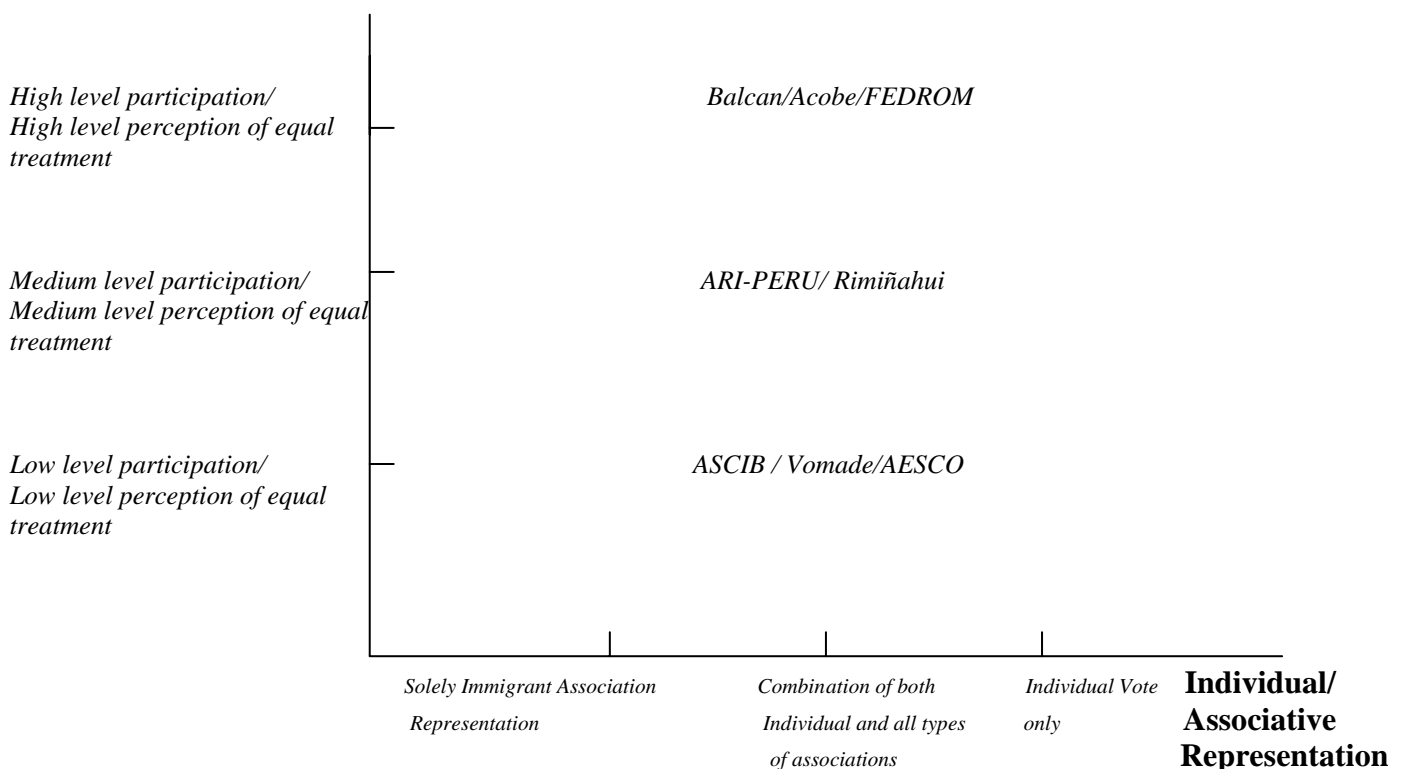 High level participation/
High level perception of equal
treatment
Balcan/Acobe/FEDROM
Medium level participation/
Medium level perception of equal
treatment
ARI-PERU/ Rimiñahui
Low level participation/
Low level perception of equal
treatment
ASCIB / Vomade/AESCO
Solely Immigrant Association
Representation
Combination of both
Individual and all types
of associations
Individual Vote
only
Individual/
Associative
Representation